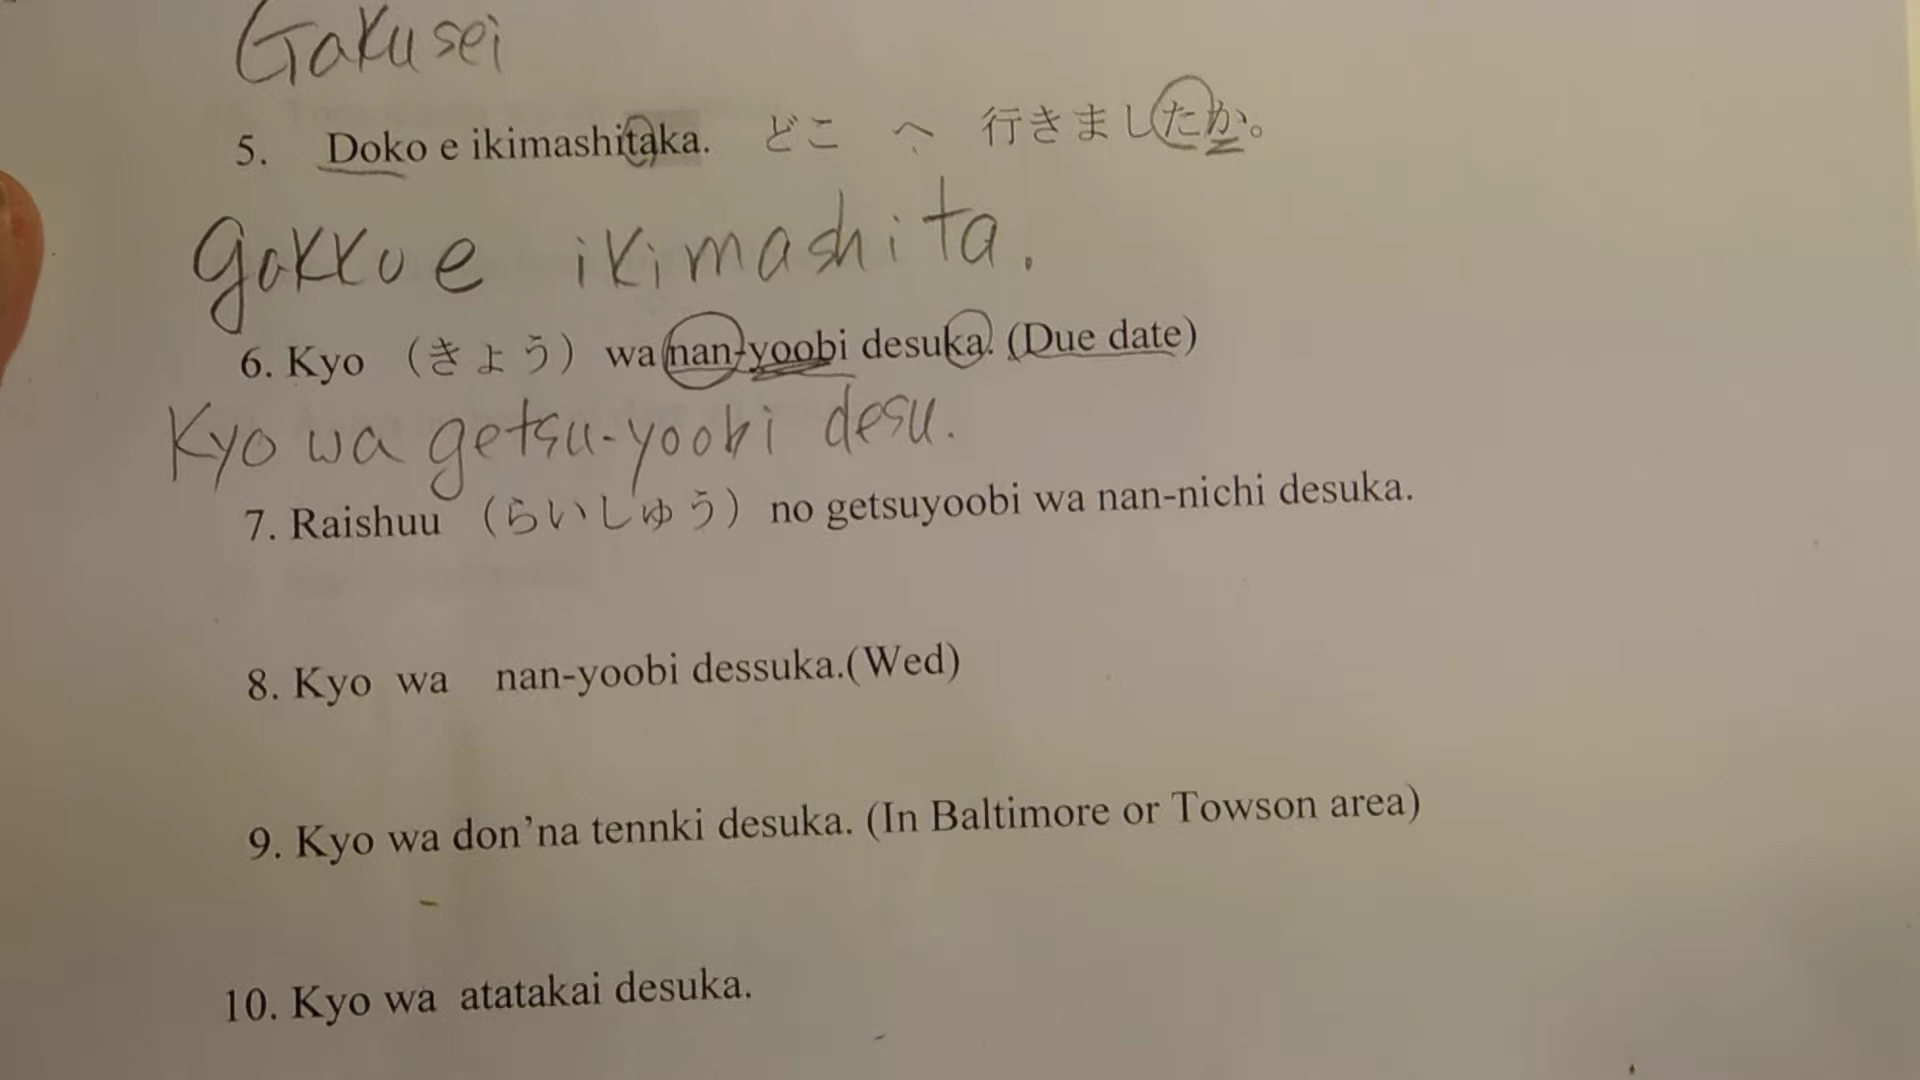 Gakusei
5. Doko e ikimashitaka. どこ へ 行きましたか。
gakkou e ikimashita.
6. Kyo （きょう） wa nan-yoobi desuka. (Due date)
Kyo wa getsu-yoobi desu.
7. Raishuu （らいしゅう） no getsuyoobi wa nan-nichi desuka.
8. Kyo wa nan-yoobi dessuka.(Wed)
9. Kyo wa don’na tennki desuka. (In Baltimore or Towson area)
10. Kyo wa atatakai desuka.